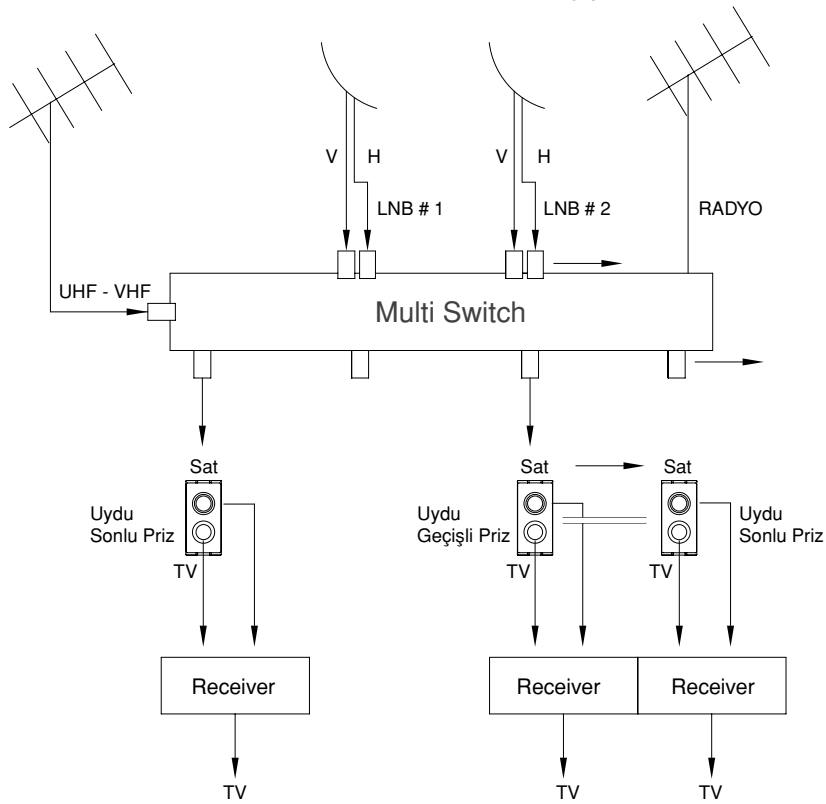 V H V H
LNB # 1 LNB # 2 RADYO
UHF - VHF
Multi Switch
Sat Sat Sat
Uydu
Sonlu Priz
Uydu
Geçişli Priz
Uydu
Sonlu Priz
TV TV TV
Receiver Receiver Receiver
TV TV TV